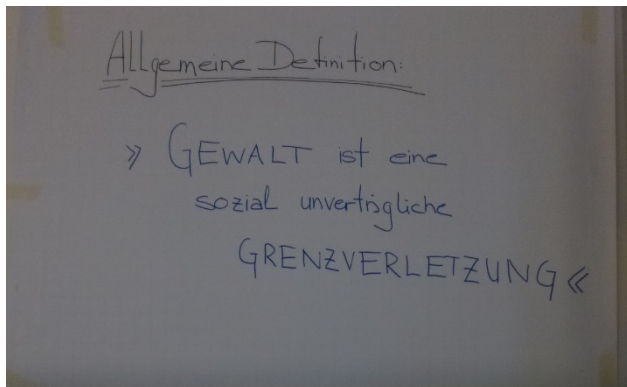 Allgemeine Definition:
» GEWALT ist eine
sozial unverträgliche
GRENZVERLETZUNG «